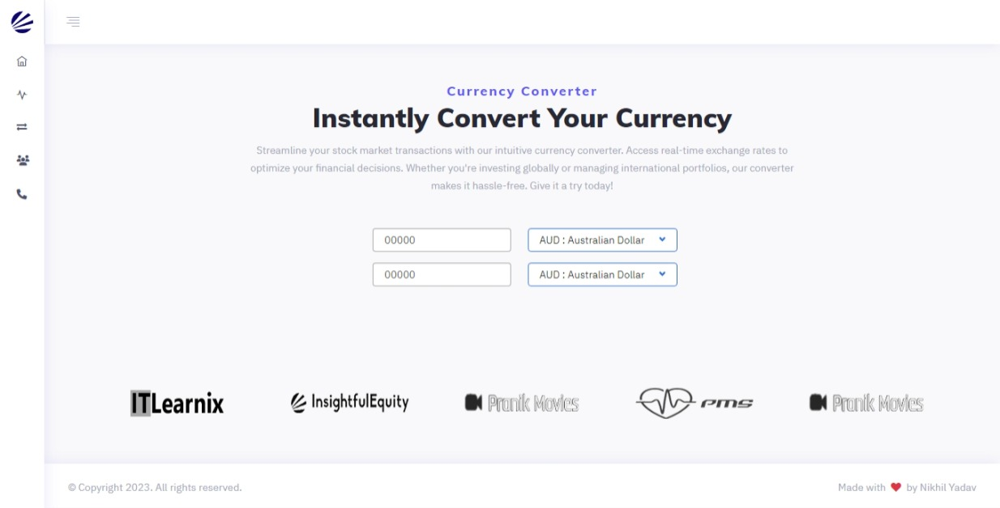 Currency Converter
Instantly Convert Your Currency
Streamline your stock market transactions with our intuitive currency converter. Access real-time exchange rates to
optimize your financial decisions. Whether you're investing globally or managing international portfolios, our converter
makes it hassle-free. Give it a try today!
00000 AUD : Australian Dollar
00000 AUD : Australian Dollar
ITLearnix InsightfulEquity Pranik Movies PMS Pranik Movies
© Copyright 2023. All rights reserved. Made with ❤ by Nikhil Yadav